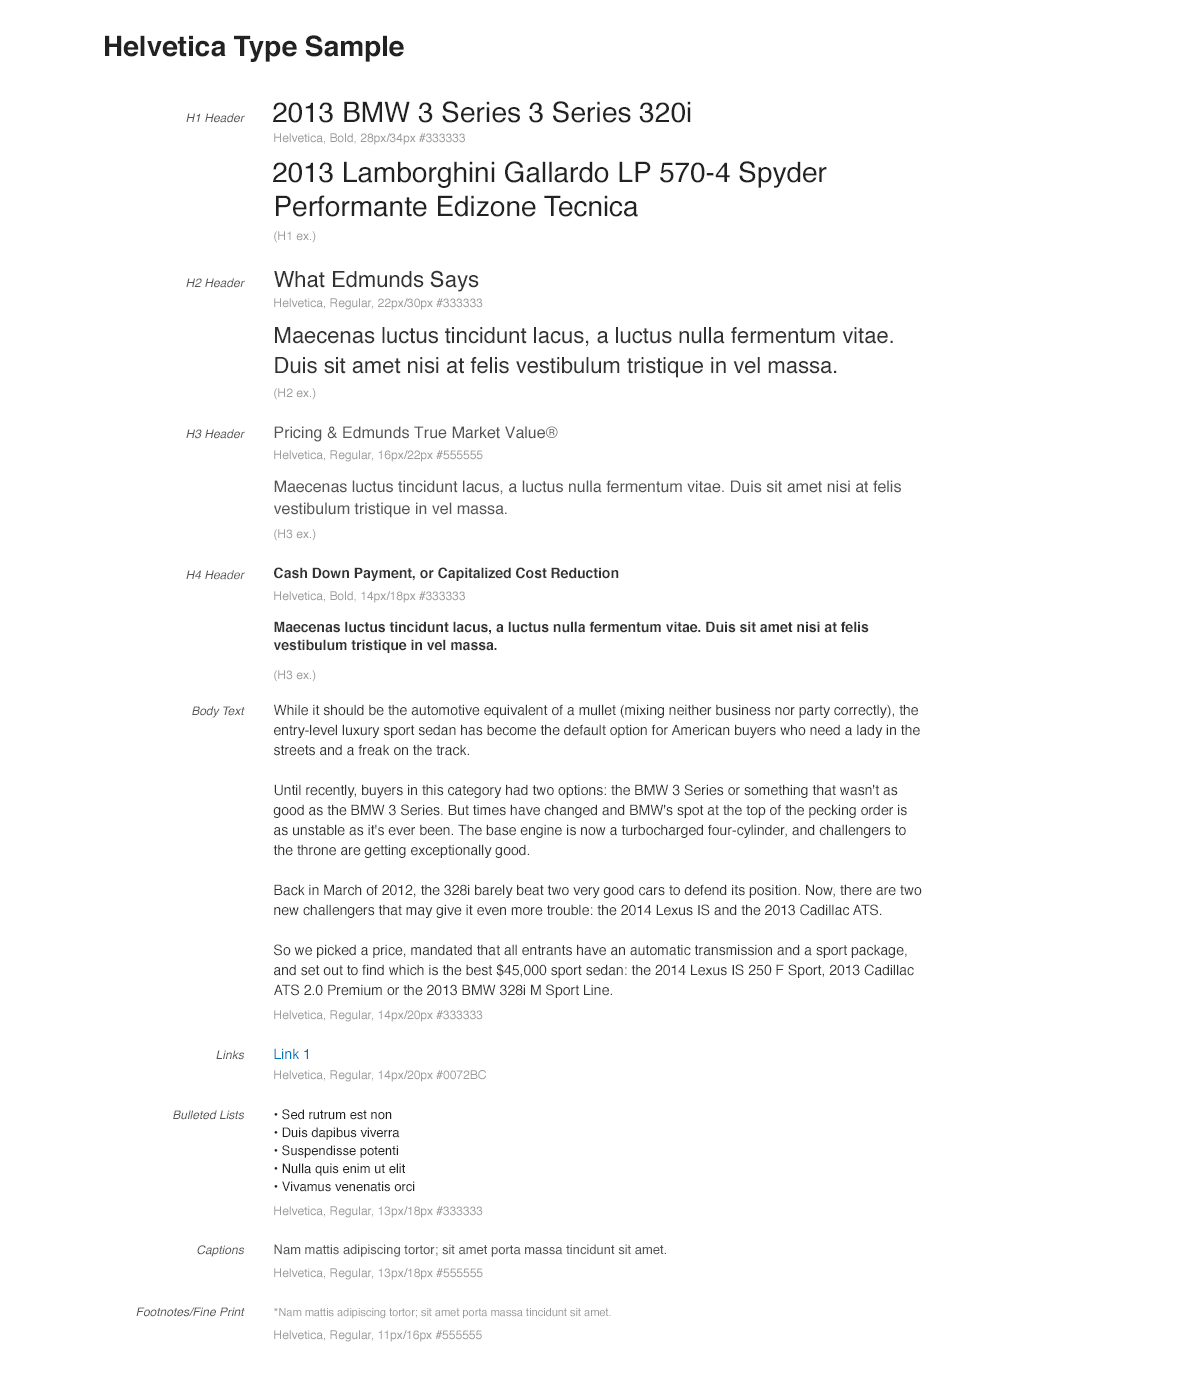 Helvetica Type Sample
H1 Header
2013 BMW 3 Series 3 Series 320i
Helvetica, Bold, 28px/34px #333333
2013 Lamborghini Gallardo LP 570-4 Spyder
Performante Edizone Tecnica
(H1 ex.)
H2 Header
What Edmunds Says
Helvetica, Regular, 22px/30px #333333
Maecenas luctus tincidunt lacus, a luctus nulla fermentum vitae.
Duis sit amet nisi at felis vestibulum tristique in vel massa.
(H2 ex.)
H3 Header
Pricing & Edmunds True Market Value®
Helvetica, Regular, 16px/22px #555555
Maecenas luctus tincidunt lacus, a luctus nulla fermentum vitae. Duis sit amet nisi at felis
vestibulum tristique in vel massa.
(H3 ex.)
H4 Header
Cash Down Payment, or Capitalized Cost Reduction
Helvetica, Bold, 14px/18px #333333
Maecenas luctus tincidunt lacus, a luctus nulla fermentum vitae. Duis sit amet nisi at felis
vestibulum tristique in vel massa.
(H3 ex.)
Body Text
While it should be the automotive equivalent of a mullet (mixing neither business nor party correctly), the
entry-level luxury sport sedan has become the default option for American buyers who need a lady in the
streets and a freak on the track.
Until recently, buyers in this category had two options: the BMW 3 Series or something that wasn't as
good as the BMW 3 Series. But times have changed and BMW's spot at the top of the pecking order is
as unstable as it's ever been. The base engine is now a turbocharged four-cylinder, and challengers to
the throne are getting exceptionally good.
Back in March of 2012, the 328i barely beat two very good cars to defend its position. Now, there are two
new challengers that may give it even more trouble: the 2014 Lexus IS and the 2013 Cadillac ATS.
So we picked a price, mandated that all entrants have an automatic transmission and a sport package,
and set out to find which is the best $45,000 sport sedan: the 2014 Lexus IS 250 F Sport, 2013 Cadillac
ATS 2.0 Premium or the 2013 BMW 328i M Sport Line.
Helvetica, Regular, 14px/20px #333333
Links
Link 1
Helvetica, Regular, 14px/20px #0072BC
Bulleted Lists
• Sed rutrum est non
• Duis dapibus viverra
• Suspendisse potenti
• Nulla quis enim ut elit
• Vivamus venenatis orci
Helvetica, Regular, 13px/18px #333333
Captions
Nam mattis adipiscing tortor; sit amet porta massa tincidunt sit amet.
Helvetica, Regular, 13px/18px #555555
Footnotes/Fine Print
*Nam mattis adipiscing tortor; sit amet porta massa tincidunt sit amet.
Helvetica, Regular, 11px/16px #555555